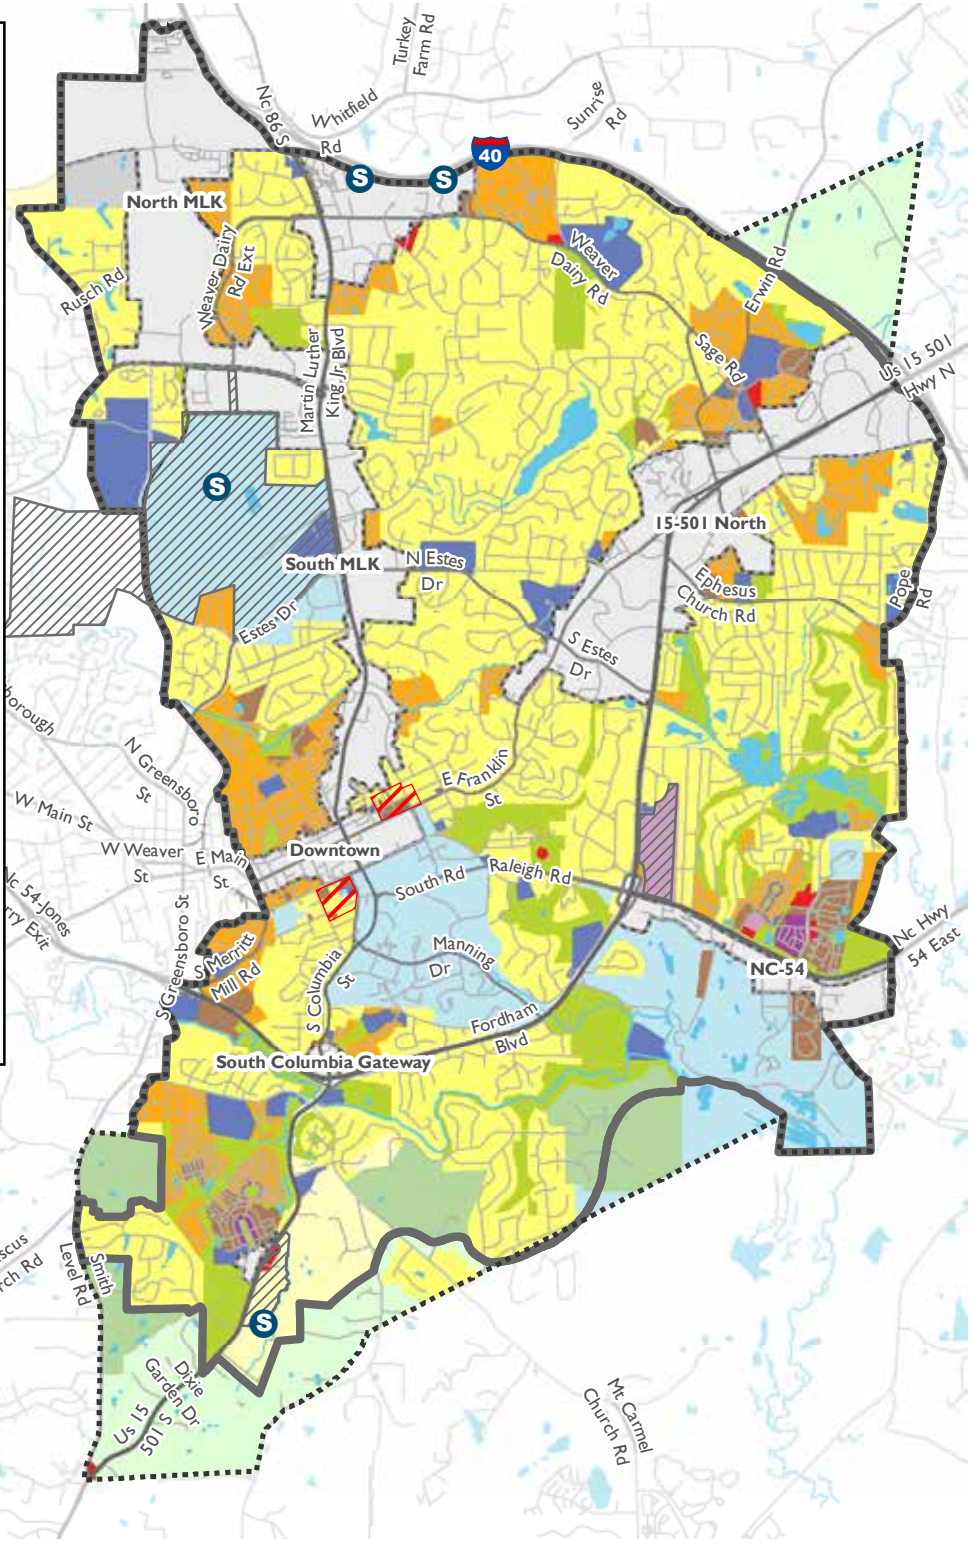 Turkey
Farm Rd
Nc 86 S
Whitfield
Rd
Sunrise
Rd
40
S
S
North MLK
Weaver
Dairy Rd
Erwin Rd
Weaver Dairy
Rd Ext
Rusch Rd
Martin Luther
King Jr Blvd
Sage Rd
Us 15 501
Hwy N
S
15-501 North
South MLK
N Estes
Dr
Ephesus
Church Rd
Pope
Rd
Estes Dr
S Estes
Dr
borough
N Greensboro
St
E Franklin
St
W Main St
W Weaver
St
E Main
St
Downtown
South Rd
Raleigh Rd
Nc 54-Jones
rry Exit
S Greensboro St
S Merritt
Mill Rd
S Columbia
St
Manning
Dr
NC-54
Nc Hwy
54 East
Fordham
Blvd
South Columbia Gateway
scus
rch Rd
Smith
Level Rd
S
Dixie
Garden Dr
Us 15
501 S
Mt Carmel
Church Rd